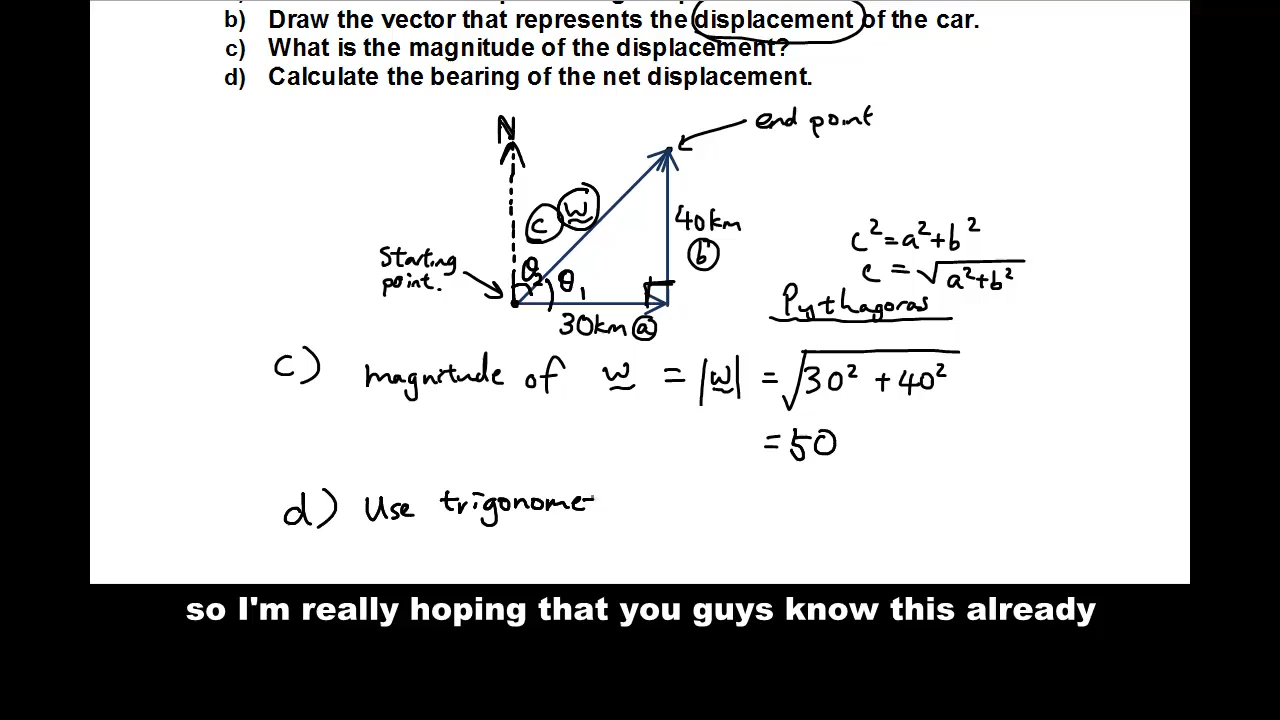 b) Draw the vector that represents the displacement of the car.
c) What is the magnitude of the displacement?
d) Calculate the bearing of the net displacement.
N
end point
c w
40km
b
c² = a² + b²
c = √a² + b²
Pythagoras
Starting
point.
θ₂ θ₁
30km a
c) magnitude of w = |w| = √30² + 40²
= 50
d) Use trigonome
so I'm really hoping that you guys know this already